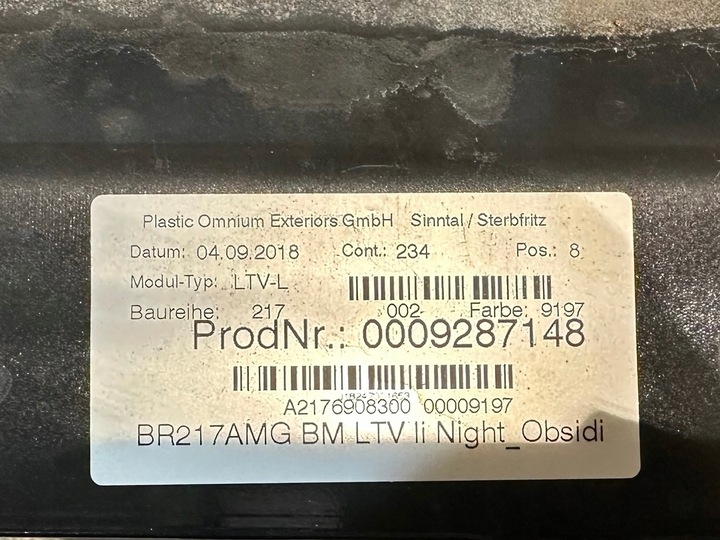 Plastic Omnium Exteriors GmbH Sinntal / Sterbfritz
Datum: 04.09.2018 Cont.: 234 Pos.: 8
Modul-Typ: LTV-L
Baureihe: 217 002 Farbe: 9197
ProdNr.: 0009287148
A2176908300 00009197
BR217AMG BM LTV li Night_Obsidi